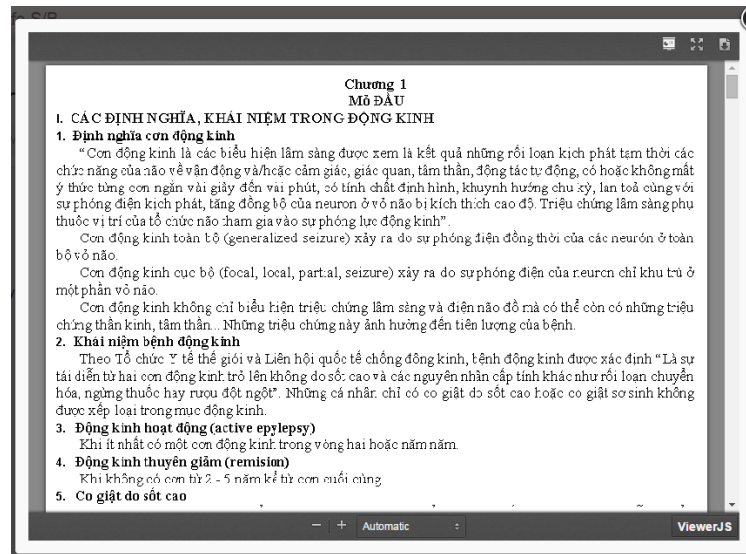 Chương 1
MỞ ĐẦU
I. CÁC ĐỊNH NGHĨA, KHÁI NIỆM TRONG ĐỘNG KINH
1. Định nghĩa cơn động kinh
“Cơn động kinh là các biểu hiện lâm sàng được xem là kết quả những rối loạn kịch phát tạm thời các
chức năng của não về vận động và/hoặc cảm giác, giác quan, tâm thần, động tác tự động, có hoặc không mất
ý thức từng cơn ngắn vài giây đến vài phút, có tính chất định hình, khuynh hướng chu kỳ, lan toả cùng với
sự phóng điện kịch phát, tăng đồng bộ của neuron ở vỏ não bị kích thích cao độ. Triệu chứng lâm sàng phụ
thuộc vị trí của tổ chức não tham gia vào sự phóng lực động kinh”.
Cơn động kinh toàn bộ (generalized seizure) xảy ra do sự phóng điện đồng thời của các neurón ở toàn
bộ vỏ não.
Cơn động kinh cục bộ (focal, local, partial, seizure) xảy ra do sự phóng điện của neuron chỉ khu trú ở
một phần vỏ não.
Cơn động kinh không chỉ biểu hiện triệu chứng lâm sàng và điện não đồ mà có thể còn có những triệu
chứng thần kinh, tâm thần... Những triệu chứng này ảnh hưởng đến tiên lượng của bệnh.
2. Khái niệm bệnh động kinh
Theo Tổ chức Y tế thế giới và Liên hội quốc tế chống động kinh, bệnh động kinh được xác định “Là sự
tái diễn từ hai cơn động kinh trở lên không do sốt cao và các nguyên nhân cấp tính khác như rối loạn chuyển
hóa, ngừng thuốc hay rượu đột ngột”. Những cá nhân chỉ có co giật do sốt cao hoặc co giật sơ sinh không
được xếp loại trong mục động kinh.
3. Động kinh hoạt động (active epylepsy)
Khi ít nhất có một cơn động kinh trong vòng hai hoặc năm năm.
4. Động kinh thuyên giảm (remision)
Khi không có cơn từ 2 - 5 năm kể từ cơn cuối cùng
5. Co giật do sốt cao
Automatic
ViewerJS